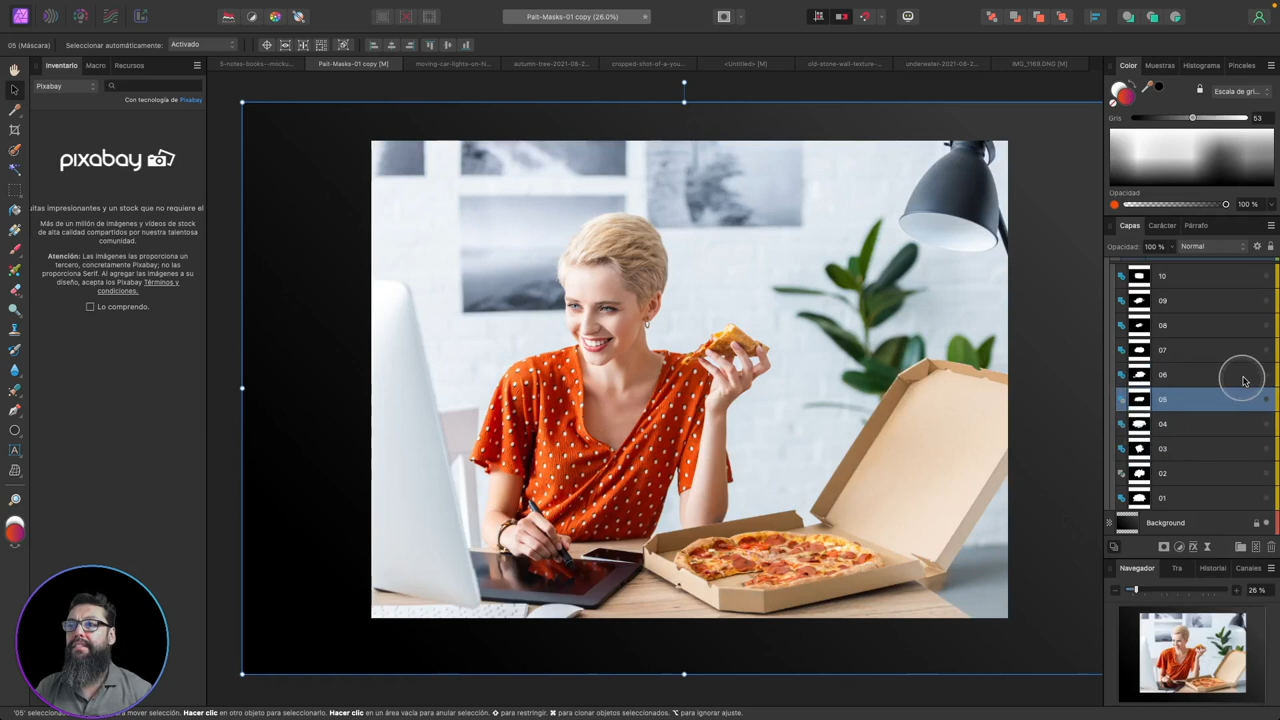 Palt-Masks-01 copy (26.0%)
05 (Máscara)
Seleccionar automáticamente:
Activado
Inventario
Macro
Recursos
5-notes-books--mocku...
Palt-Masks-01 copy [M]
moving-car-lights-on-N...
autumn-tree-2021-08-2...
cropped-shot-of-a-you...
<Untitled> [M]
old-stone-wall-texture-...
underwater-2021-08-2...
IMG_1169.DNG [M]
Color
Muestras
Histograma
Pinceles
Pixabay
Con tecnología de Pixabay
pixabay
uitas impresionantes y un stock que no requiere el
Más de un millón de imágenes y vídeos de stock
de alta calidad compartidos por nuestra talentosa
comunidad.
Atención: Las imágenes las proporciona un
tercero, concretamente Pixabay; no las
proporciona Serif. Al agregar las imágenes a su
diseño, acepta los Pixabay Términos y
condiciones.
Lo comprendo.
Escala de gri...
Gris
53
Opacidad
100 %
Capas
Carácter
Párrafo
Opacidad:
100 %
Normal
10
09
08
07
06
05
04
03
02
01
Background
Navegador
Tra
Historial
Canales
26 %
'05' seleccionad
para mover selección. Hacer clic en otro objeto para seleccionarlo. Hacer clic en un área vacía para anular selección. ⇧ para restringir. ⌘ para clonar objetos seleccionados. ⌥ para ignorar ajuste.